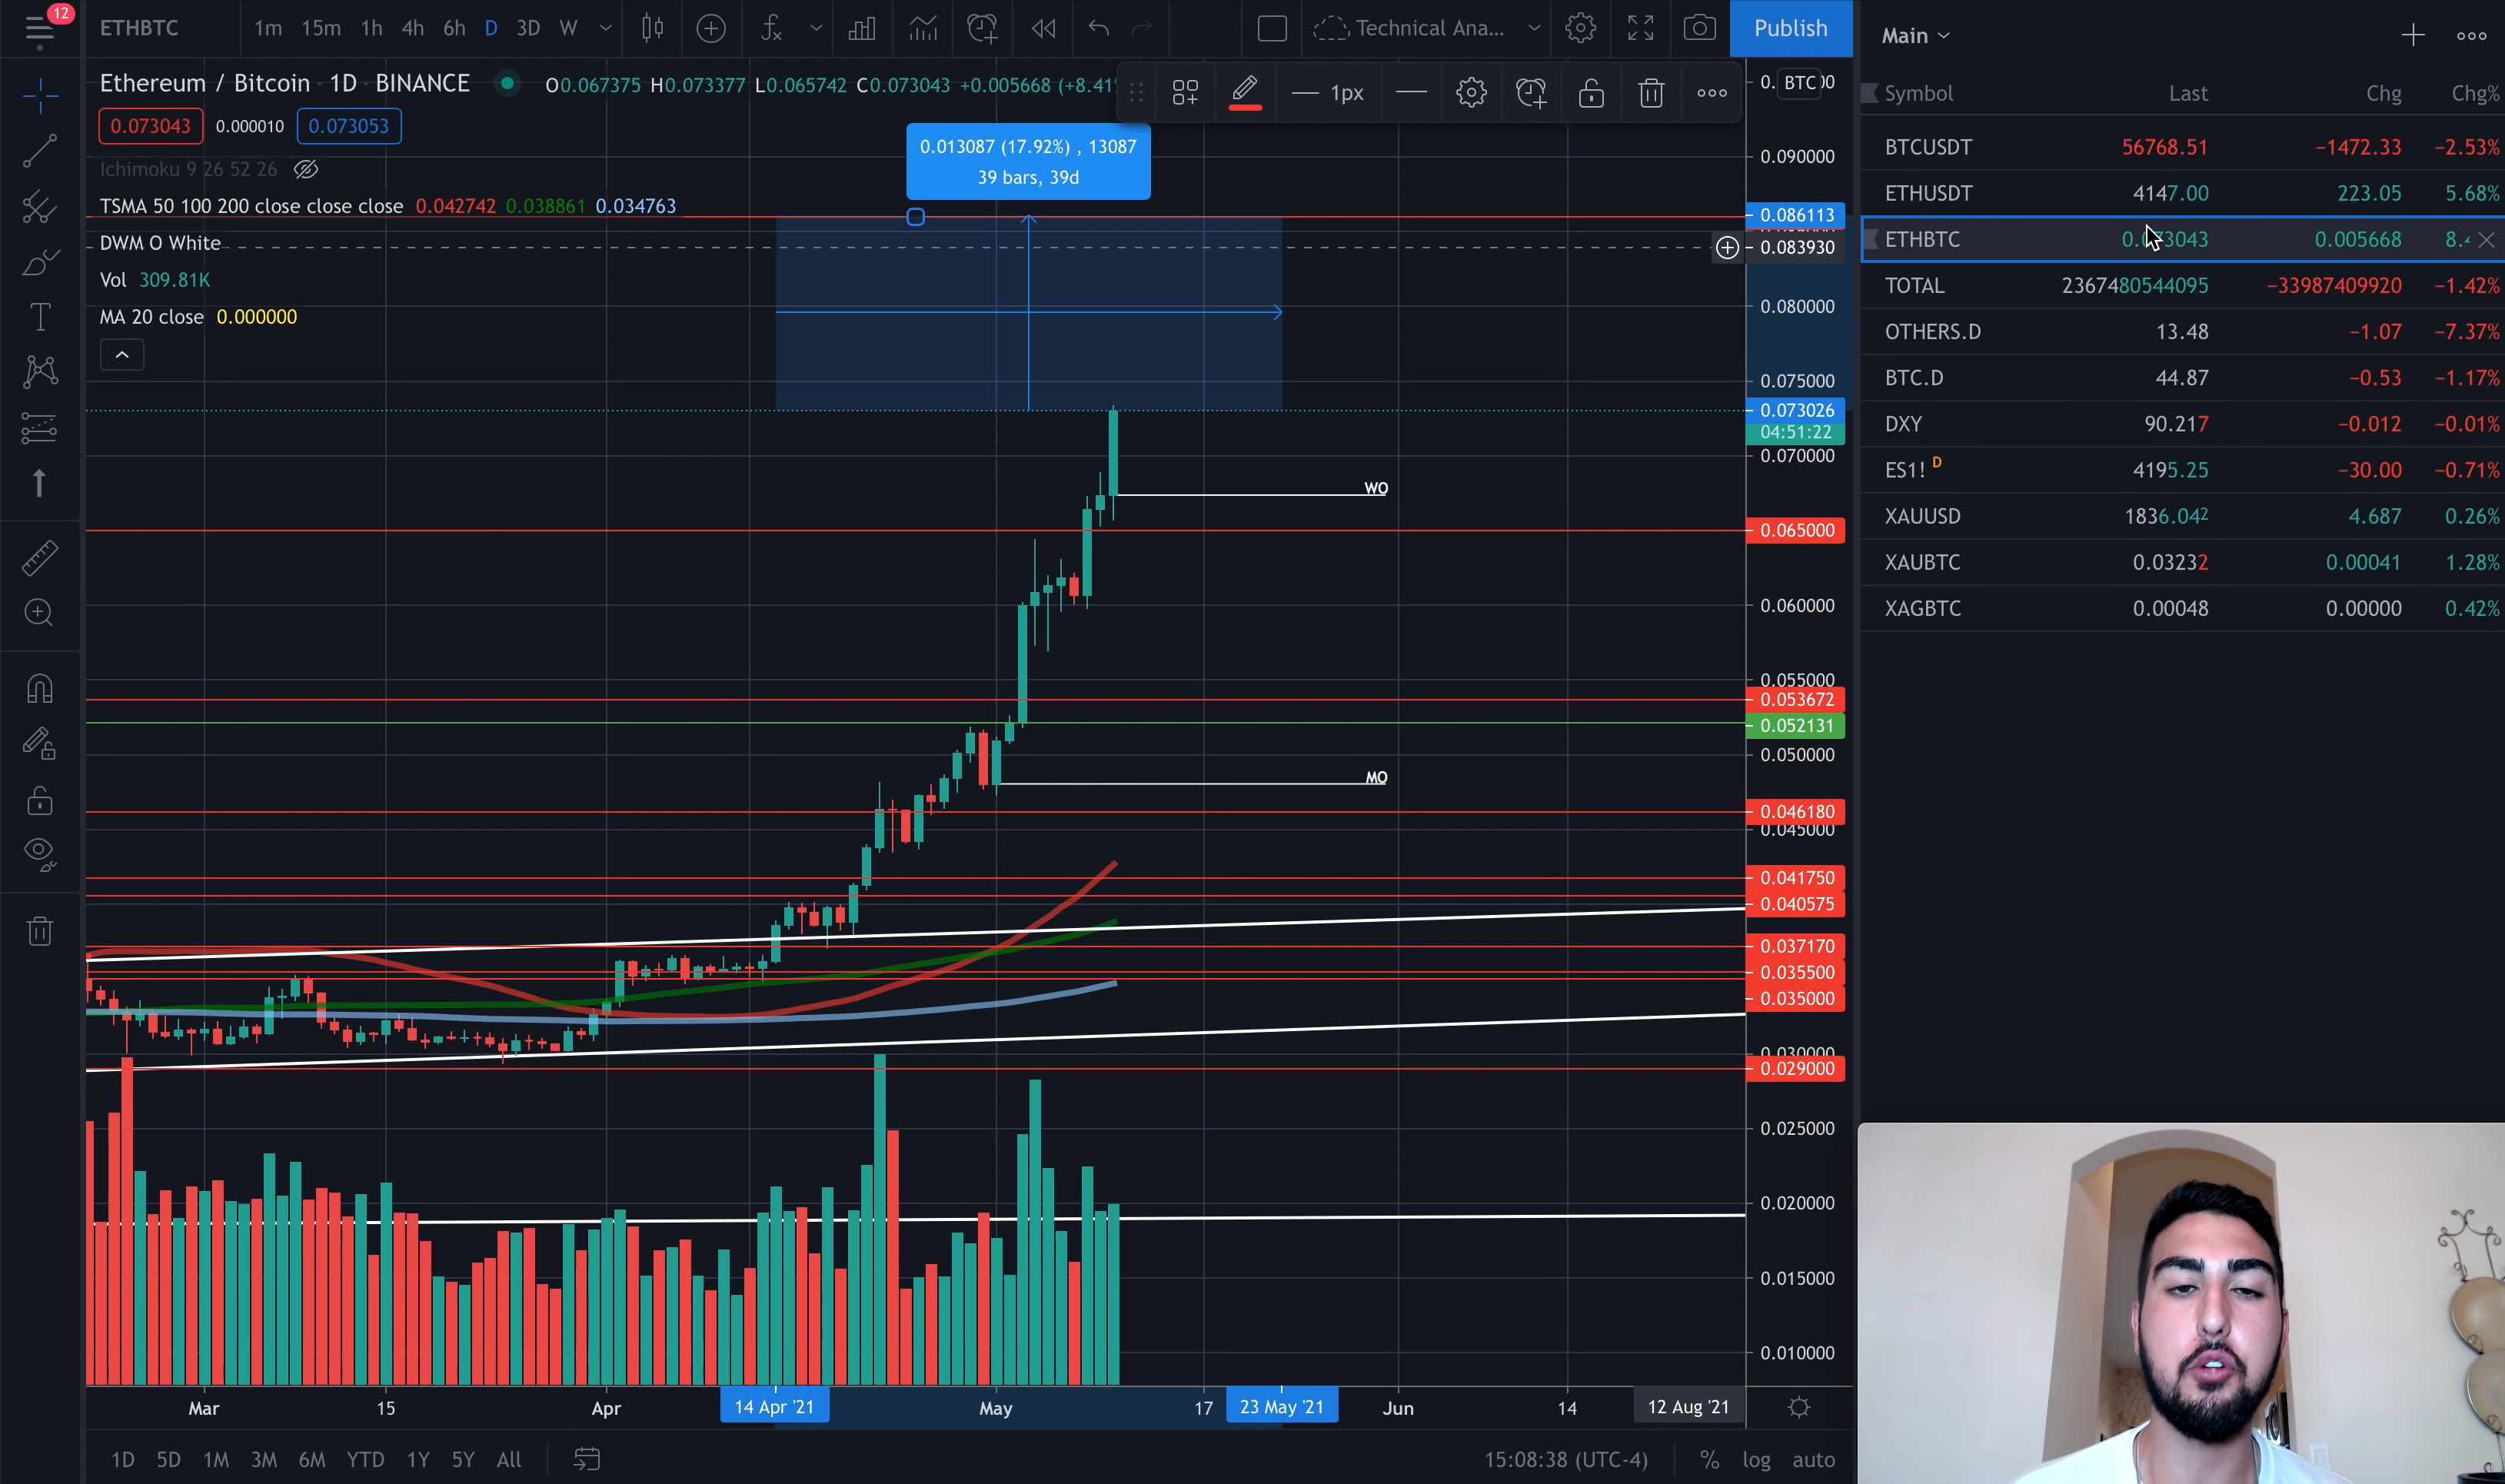 12
ETHBTC 1m 15m 1h 4h 6h D 3D W Technical Ana... Publish
Ethereum / Bitcoin · 1D · BINANCE O0.067375 H0.073377 L0.065742 C0.073043 +0.005668
1px
0.073043 0.000010 0.073053
Ichimoku 9 26 52 26
TSMA 50 100 200 close close close 0.042742 0.038861 0.034763
DWM O White
Vol 309.81K
MA 20 close 0.000000
0.013087 (17.92%) , 13087
39 bars, 39d
WO
MO
BTC
0.090000
0.086113
0.083930
0.080000
0.075000
0.073026
04:51:22
0.070000
0.065000
0.060000
0.055000
0.053672
0.052131
0.050000
0.046180
0.045000
0.041750
0.040575
0.037170
0.035500
0.035000
0.030000
0.029000
0.025000
0.020000
0.015000
0.010000
Mar 15 Apr 14 Apr '21 May 17 23 May '21 Jun 14 12 Aug '21
1D 5D 1M 3M 6M YTD 1Y 5Y All 15:08:38 (UTC-4) % log auto
Main
Symbol Last Chg Chg%
BTCUSDT 56768.51 −1472.33 −2.53%
ETHUSDT 4147.00 223.05 5.68%
ETHBTC 0.073043 0.005668
TOTAL 2367480544095 −33987409920 −1.42%
OTHERS.D 13.48 −1.07 −7.37%
BTC.D 44.87 −0.53 −1.17%
DXY 90.217 −0.012 −0.01%
ES1! D 4195.25 −30.00 −0.71%
XAUUSD 1836.042 4.687 0.26%
XAUBTC 0.03232 0.00041 1.28%
XAGBTC 0.00048 0.00000 0.42%